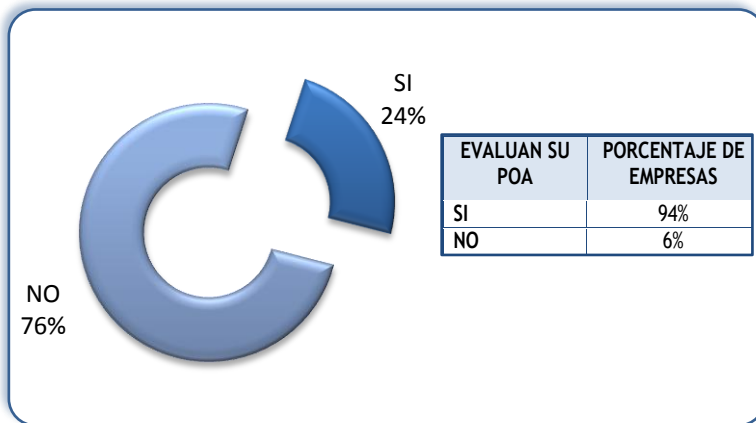 SI
24%
NO
76%
EVALUAN SU
POA
PORCENTAJE DE
EMPRESAS
SI 94%
NO 6%